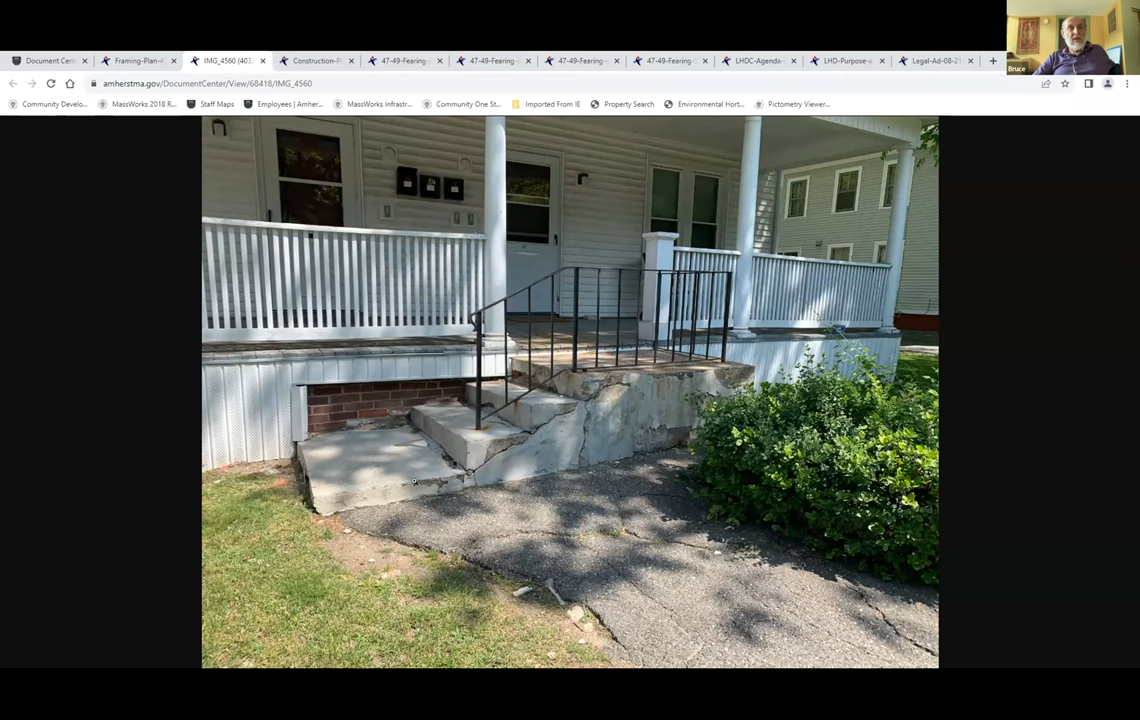 Bruce
Document Cen
Framing-Plan-4
IMG_4560 (403
Construction-Pi
47-49-Fearing-
47-49-Fearing-
47-49-Fearing-
47-49-Fearing-
LHDC-Agenda-
LHD-Purpose-a
Legal-Ad-08-21
amherstma.gov/DocumentCenter/View/68418/IMG_4560
Community Develo...
MassWorks 2018 R...
Staff Maps
Employees | Amher...
MassWorks Infrastr...
Community One St...
Imported From IE
Property Search
Environmental Hort...
Pictometry Viewer...